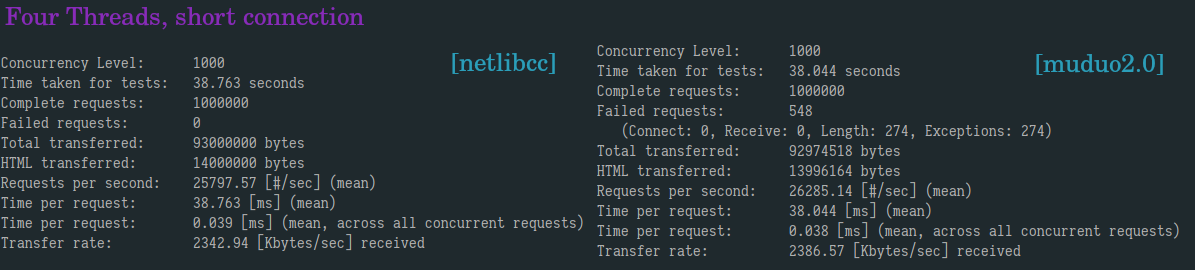 Four Threads, short connection
[netlibcc]
Concurrency Level: 1000
Time taken for tests: 38.763 seconds
Complete requests: 1000000
Failed requests: 0
Total transferred: 93000000 bytes
HTML transferred: 14000000 bytes
Requests per second: 25797.57 [#/sec] (mean)
Time per request: 38.763 [ms] (mean)
Time per request: 0.039 [ms] (mean, across all concurrent requests)
Transfer rate: 2342.94 [Kbytes/sec] received
[muduo2.0]
Concurrency Level: 1000
Time taken for tests: 38.044 seconds
Complete requests: 1000000
Failed requests: 548
(Connect: 0, Receive: 0, Length: 274, Exceptions: 274)
Total transferred: 92974518 bytes
HTML transferred: 13996164 bytes
Requests per second: 26285.14 [#/sec] (mean)
Time per request: 38.044 [ms] (mean)
Time per request: 0.038 [ms] (mean, across all concurrent requests)
Transfer rate: 2386.57 [Kbytes/sec] received